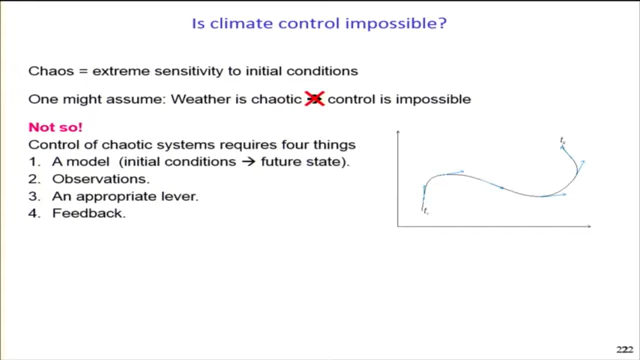 Is climate control impossible?
Chaos = extreme sensitivity to initial conditions
One might assume: Weather is chaotic → control is impossible
Not so!
Control of chaotic systems requires four things
1. A model (initial conditions → future state).
2. Observations.
3. An appropriate lever.
4. Feedback.
t₁